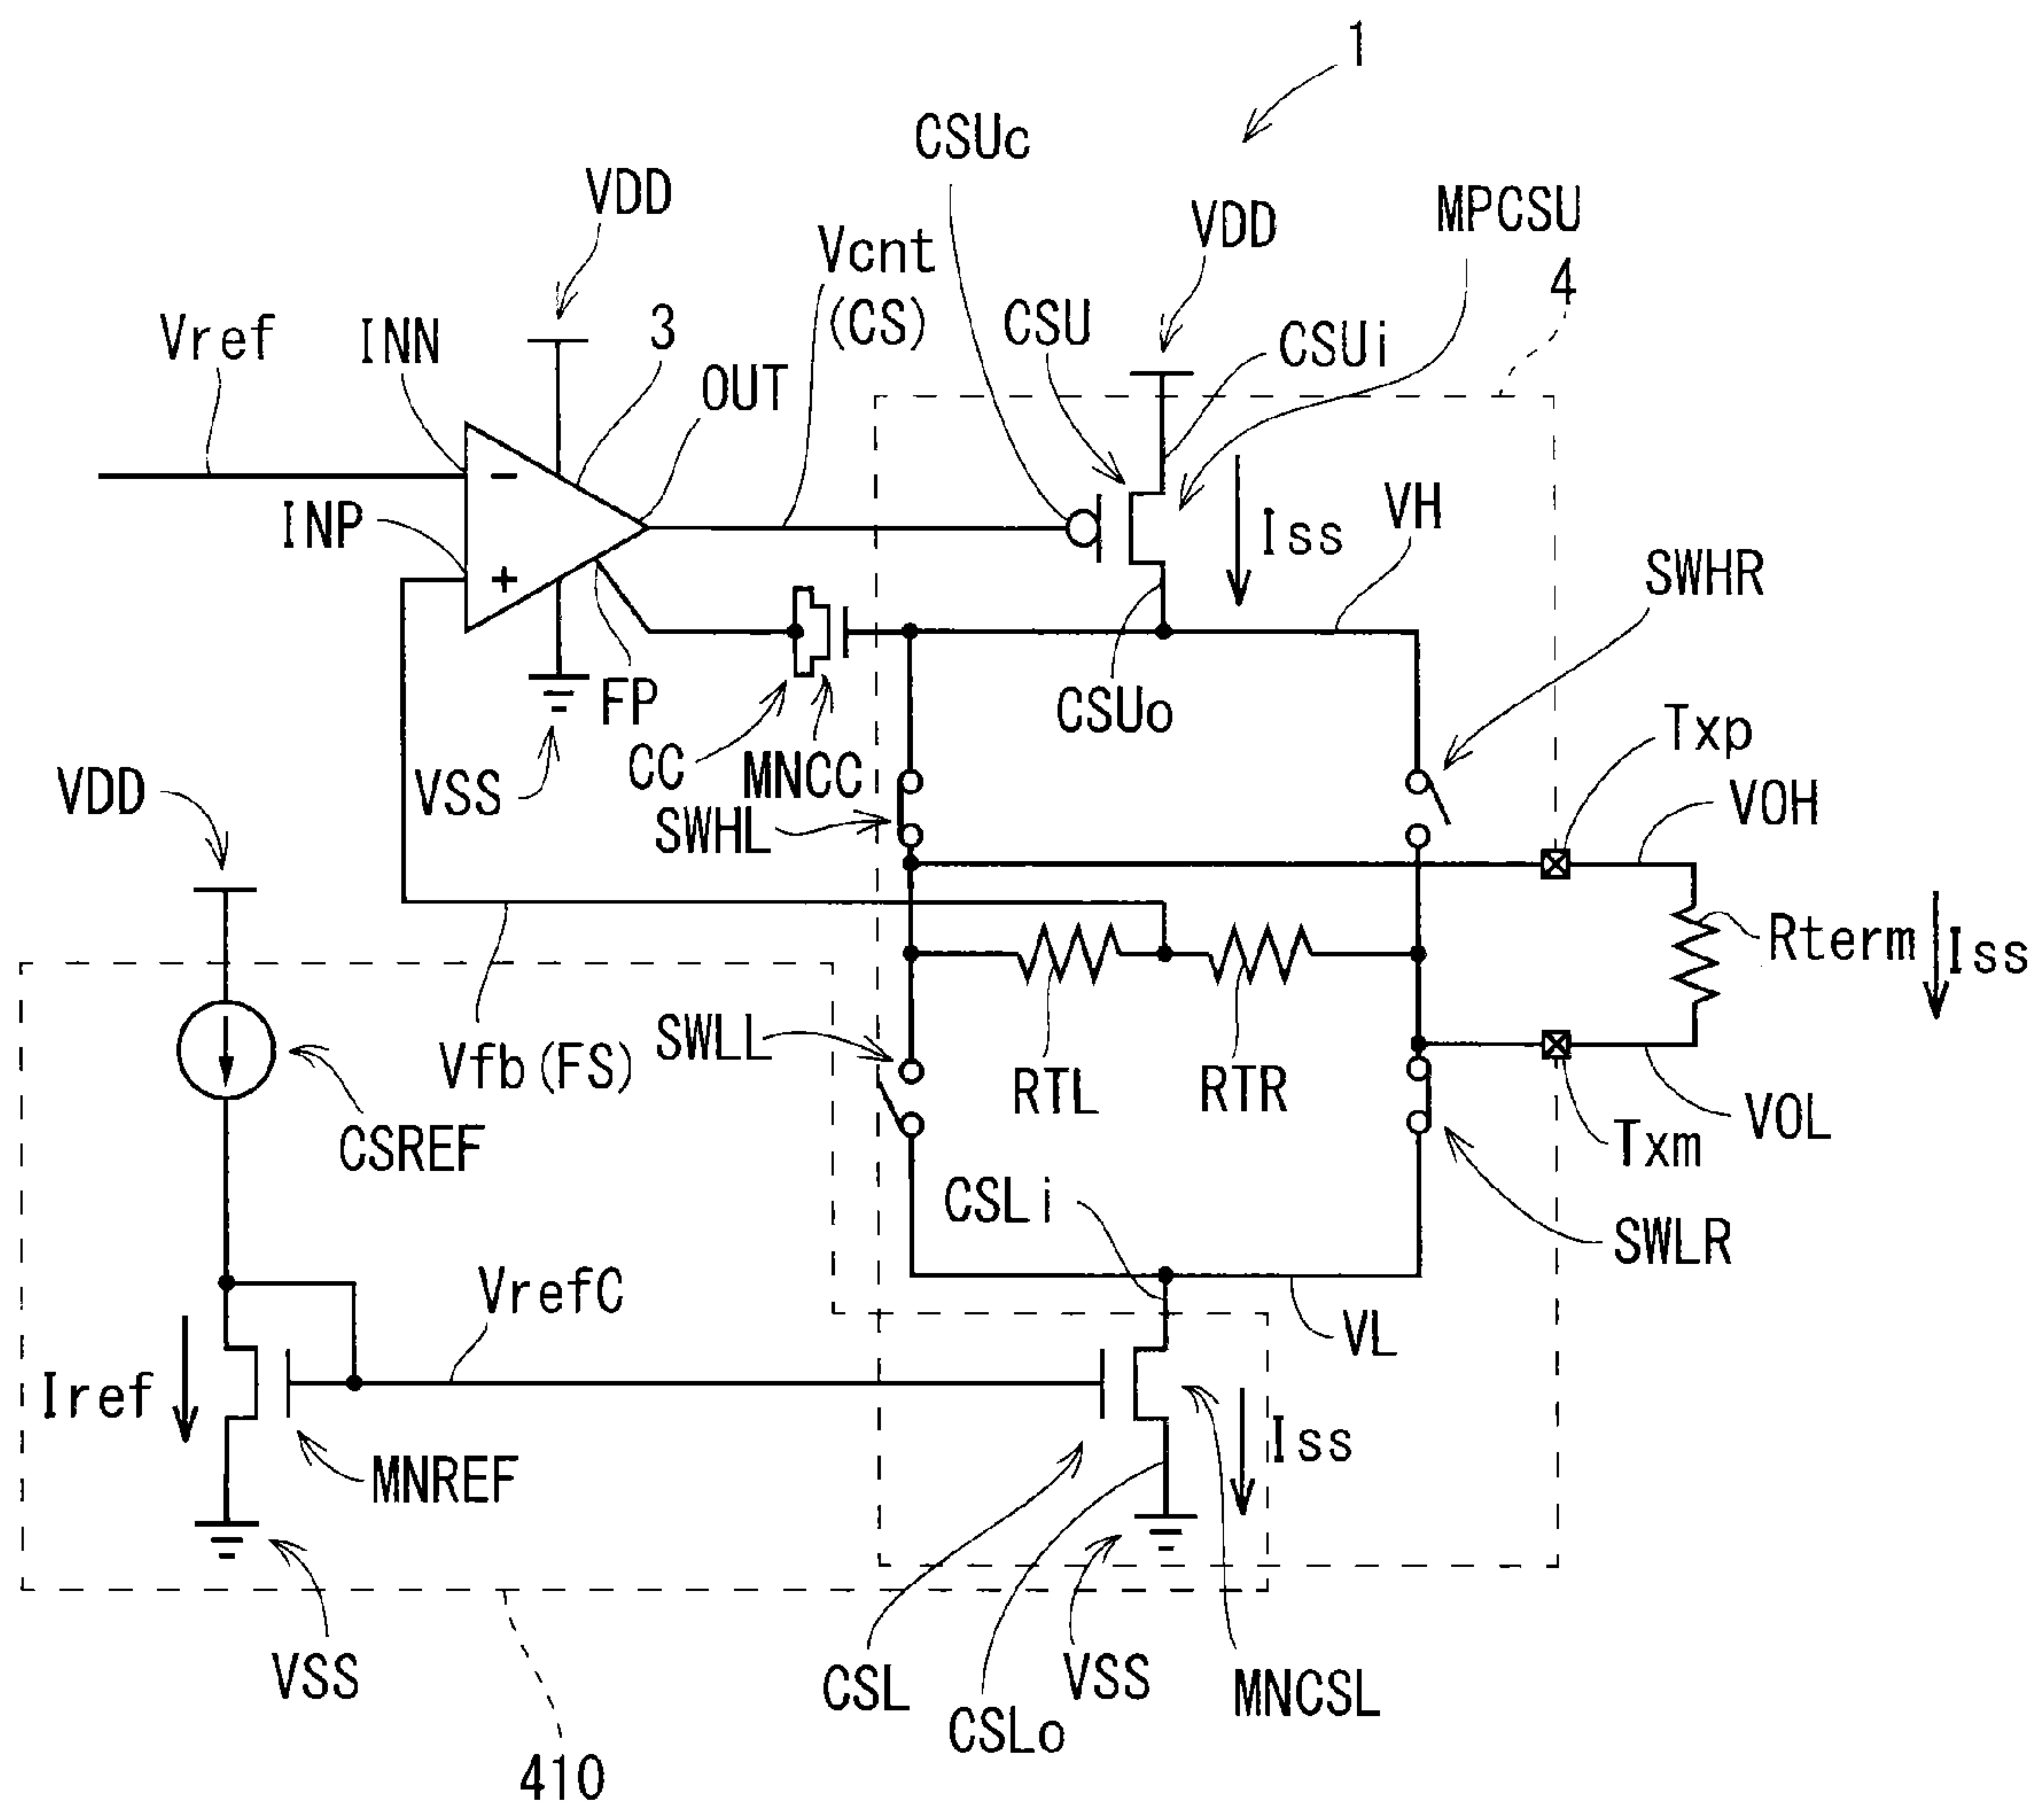 1
CSUc
VDD
MPCSU
VDD
Vcnt
(CS)
4
CSU
CSUi
Vref
INN
3
OUT
-
INP
+
Iss
VH
SWHR
FP
CSUo
Txp
CC
MNCC
VSS
VDD
SWHL
VOH
Rterm
Iss
SWLL
Vfb(FS)
RTL
RTR
VOL
Txm
CSREF
CSLi
SWLR
VrefC
VL
Iref
Iss
MNREF
VSS
CSL
VSS
MNCSL
CSLo
410